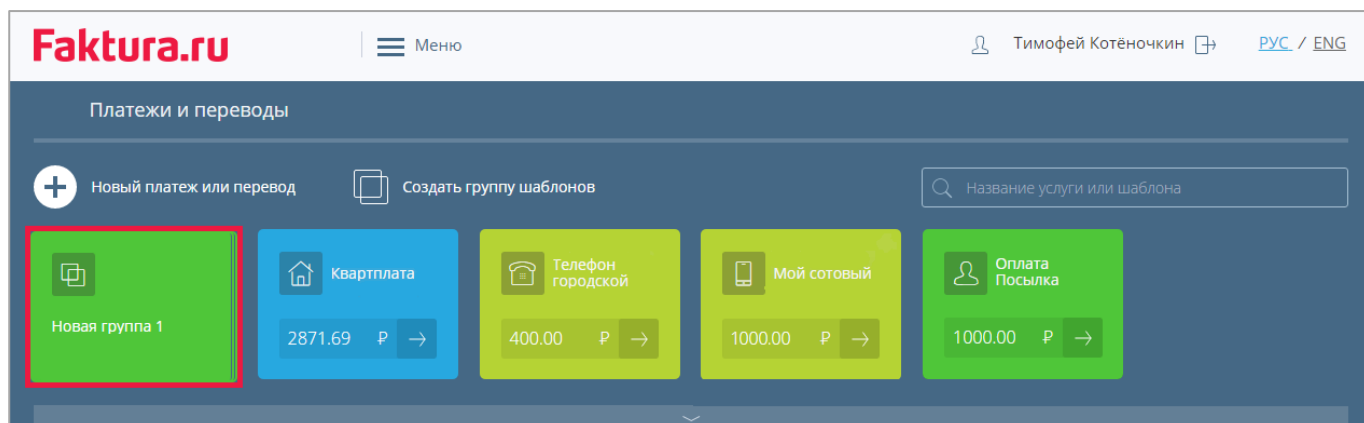 Faktura.ru
Меню
Тимофей Котёночкин
РУС / ENG
Платежи и переводы
Новый платеж или перевод
Создать группу шаблонов
Название услуги или шаблона
Новая группа 1
Квартплата
2871.69 ₽
Телефон
городской
400.00 ₽
Мой сотовый
1000.00 ₽
Оплата
Посылка
1000.00 ₽